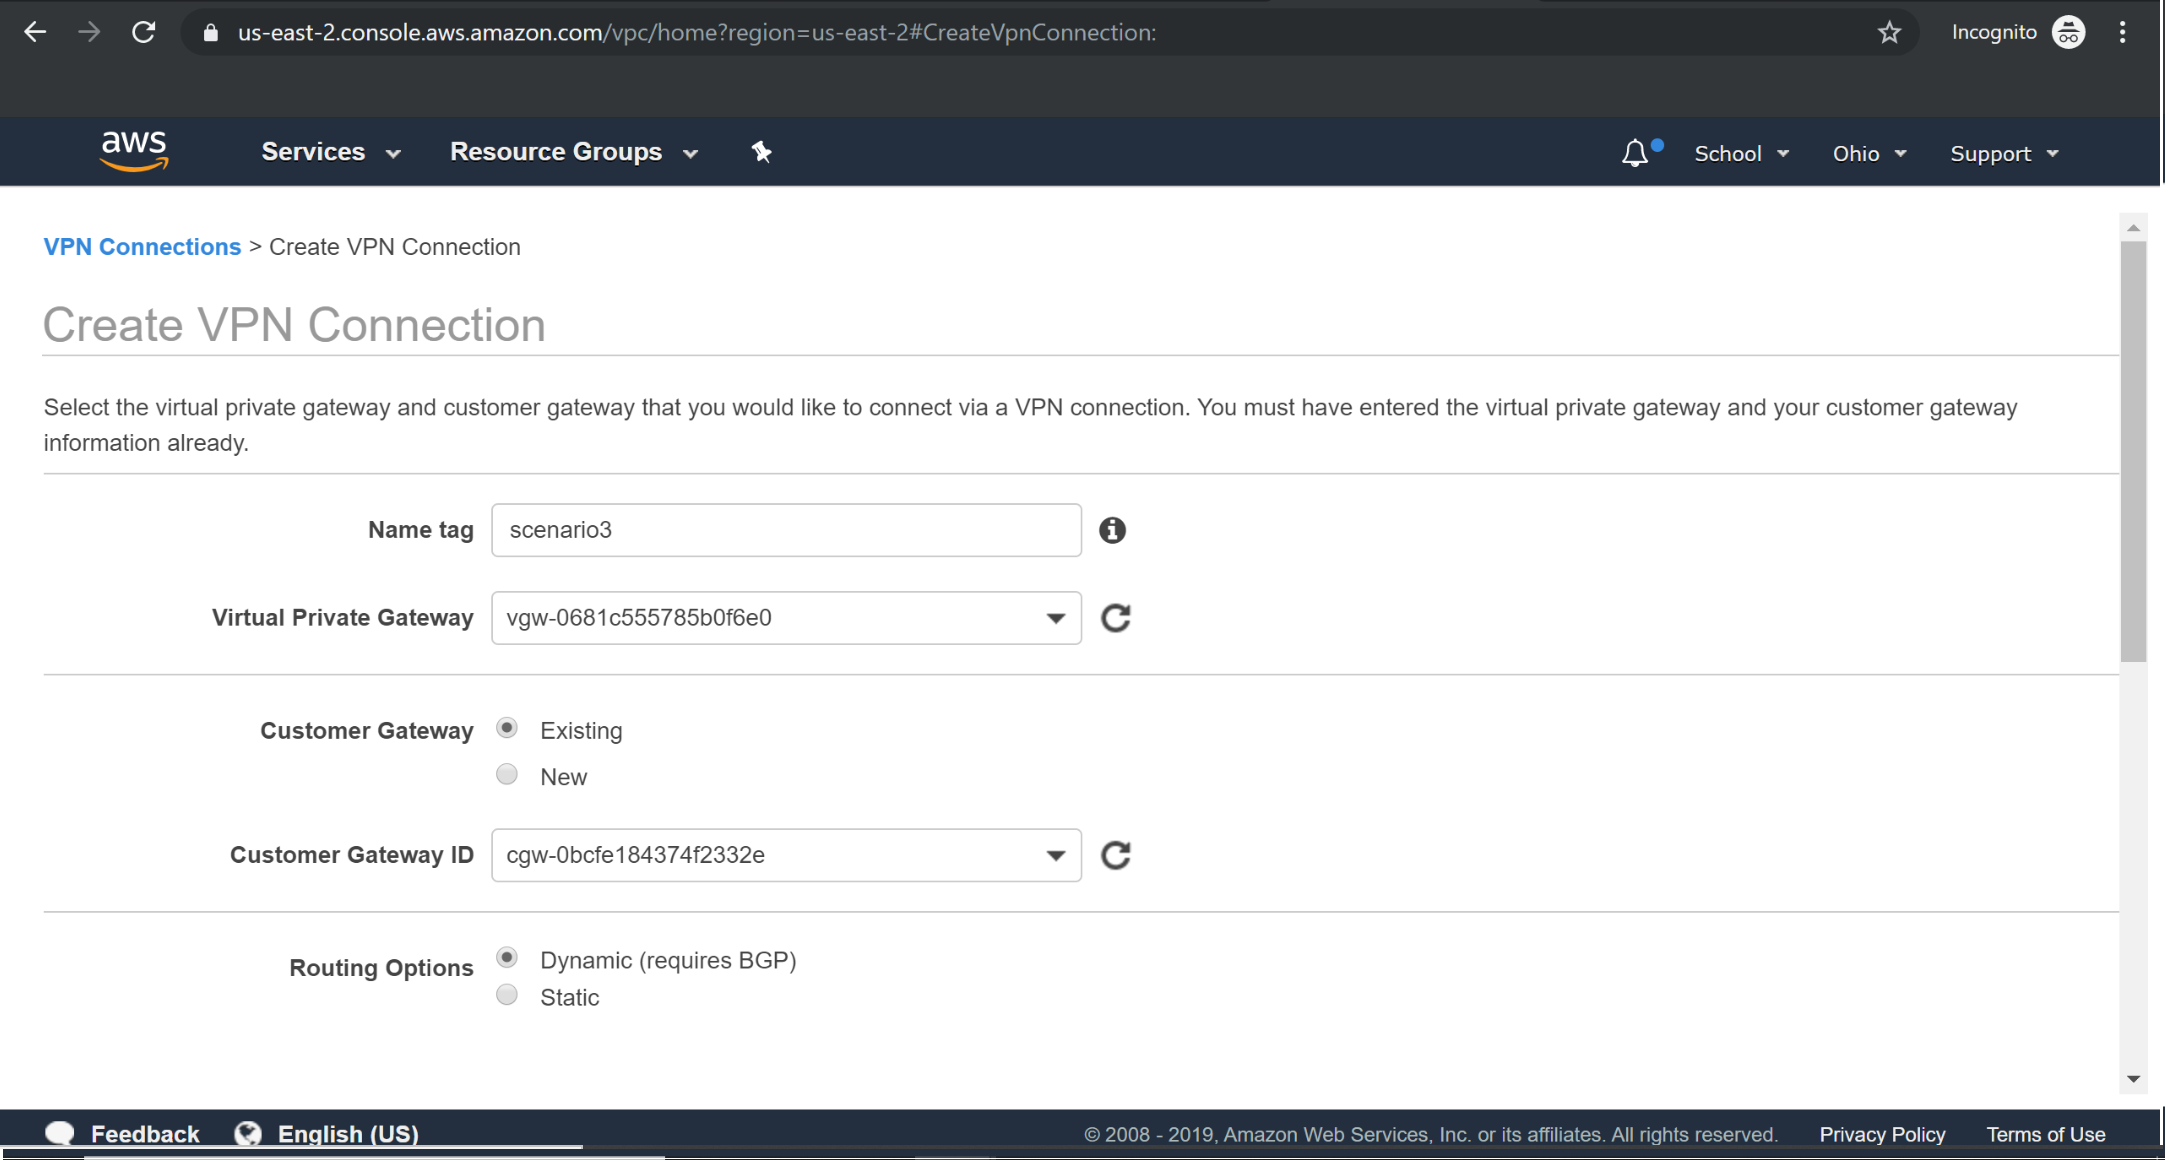 us-east-2.console.aws.amazon.com/vpc/home?region=us-east-2#CreateVpnConnection:
Incognito
aws
Services
Resource Groups
School
Ohio
Support
VPN Connections > Create VPN Connection
Create VPN Connection
Select the virtual private gateway and customer gateway that you would like to connect via a VPN connection. You must have entered the virtual private gateway and your customer gateway
information already.
Name tag
scenario3
Virtual Private Gateway
vgw-0681c555785b0f6e0
Customer Gateway
Existing
New
Customer Gateway ID
cgw-0bcfe184374f2332e
Routing Options
Dynamic (requires BGP)
Static
Feedback
English (US)
© 2008 - 2019, Amazon Web Services, Inc. or its affiliates. All rights reserved.
Privacy Policy
Terms of Use